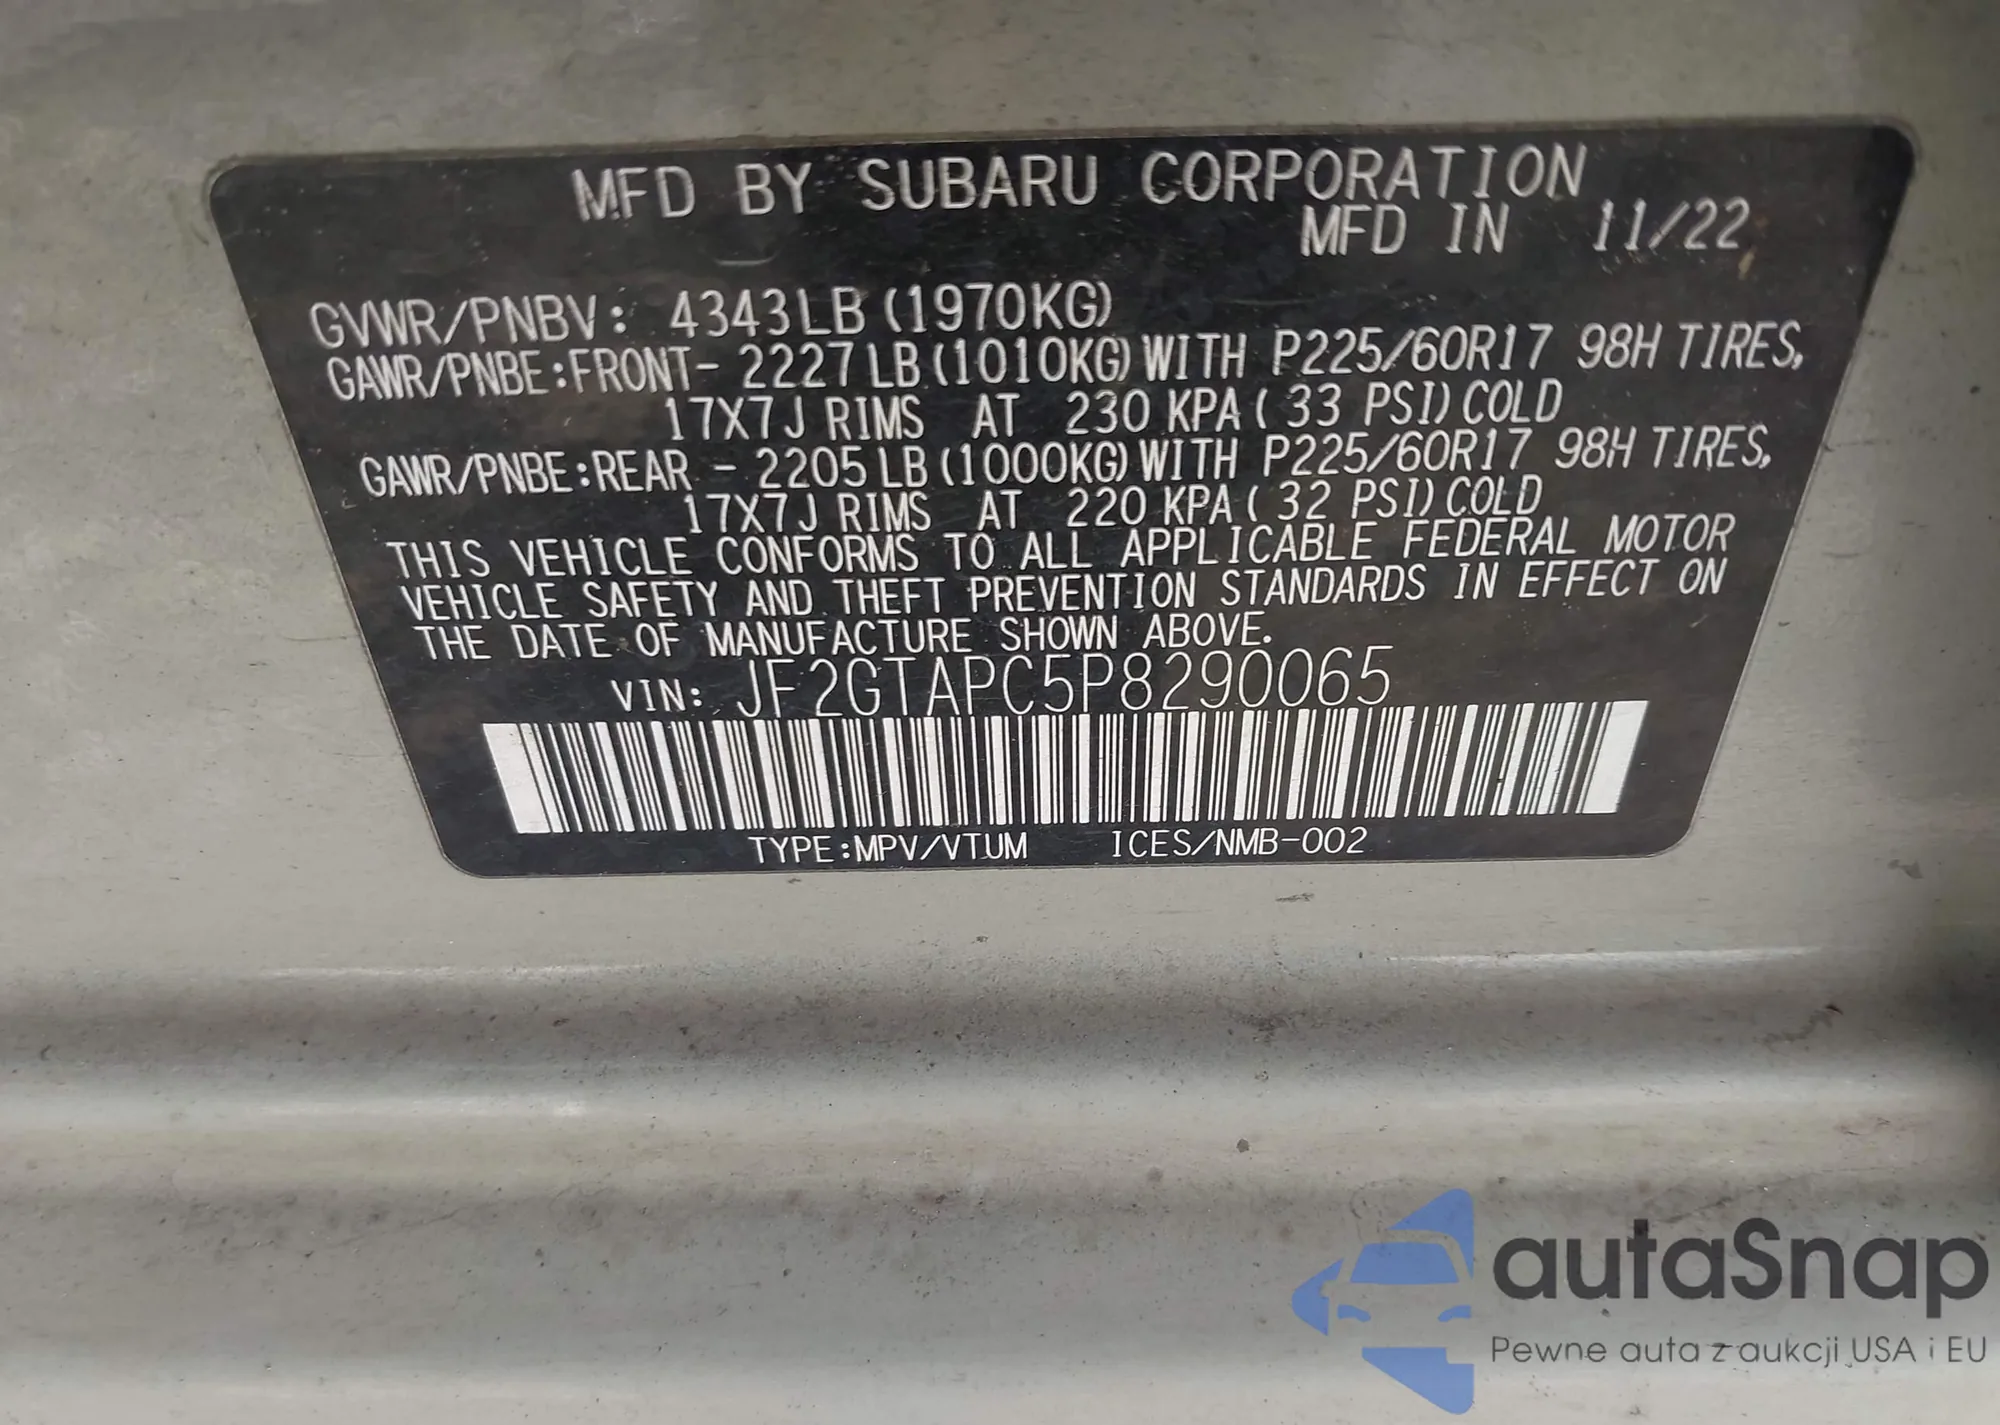 MFD BY SUBARU CORPORATION
MFD IN 11/22
GVWR/PNBV: 4343LB (1970KG)
GAWR/PNBE:FRONT- 2227 LB (1010KG) WITH P225/60R17 98H TIRES,
17X7J RIMS AT 230 KPA ( 33 PSI) COLD
GAWR/PNBE:REAR - 2205 LB (1000KG) WITH P225/60R17 98H TIRES,
17X7J RIMS AT 220 KPA ( 32 PSI) COLD
THIS VEHICLE CONFORMS TO ALL APPLICABLE FEDERAL MOTOR
VEHICLE SAFETY AND THEFT PREVENTION STANDARDS IN EFFECT ON
THE DATE OF MANUFACTURE SHOWN ABOVE.
VIN: JF2GTAPC5P8290065
TYPE:MPV/VTUM ICES/NMB-002
autaSnap
Pewne auta z aukcji USA i EU